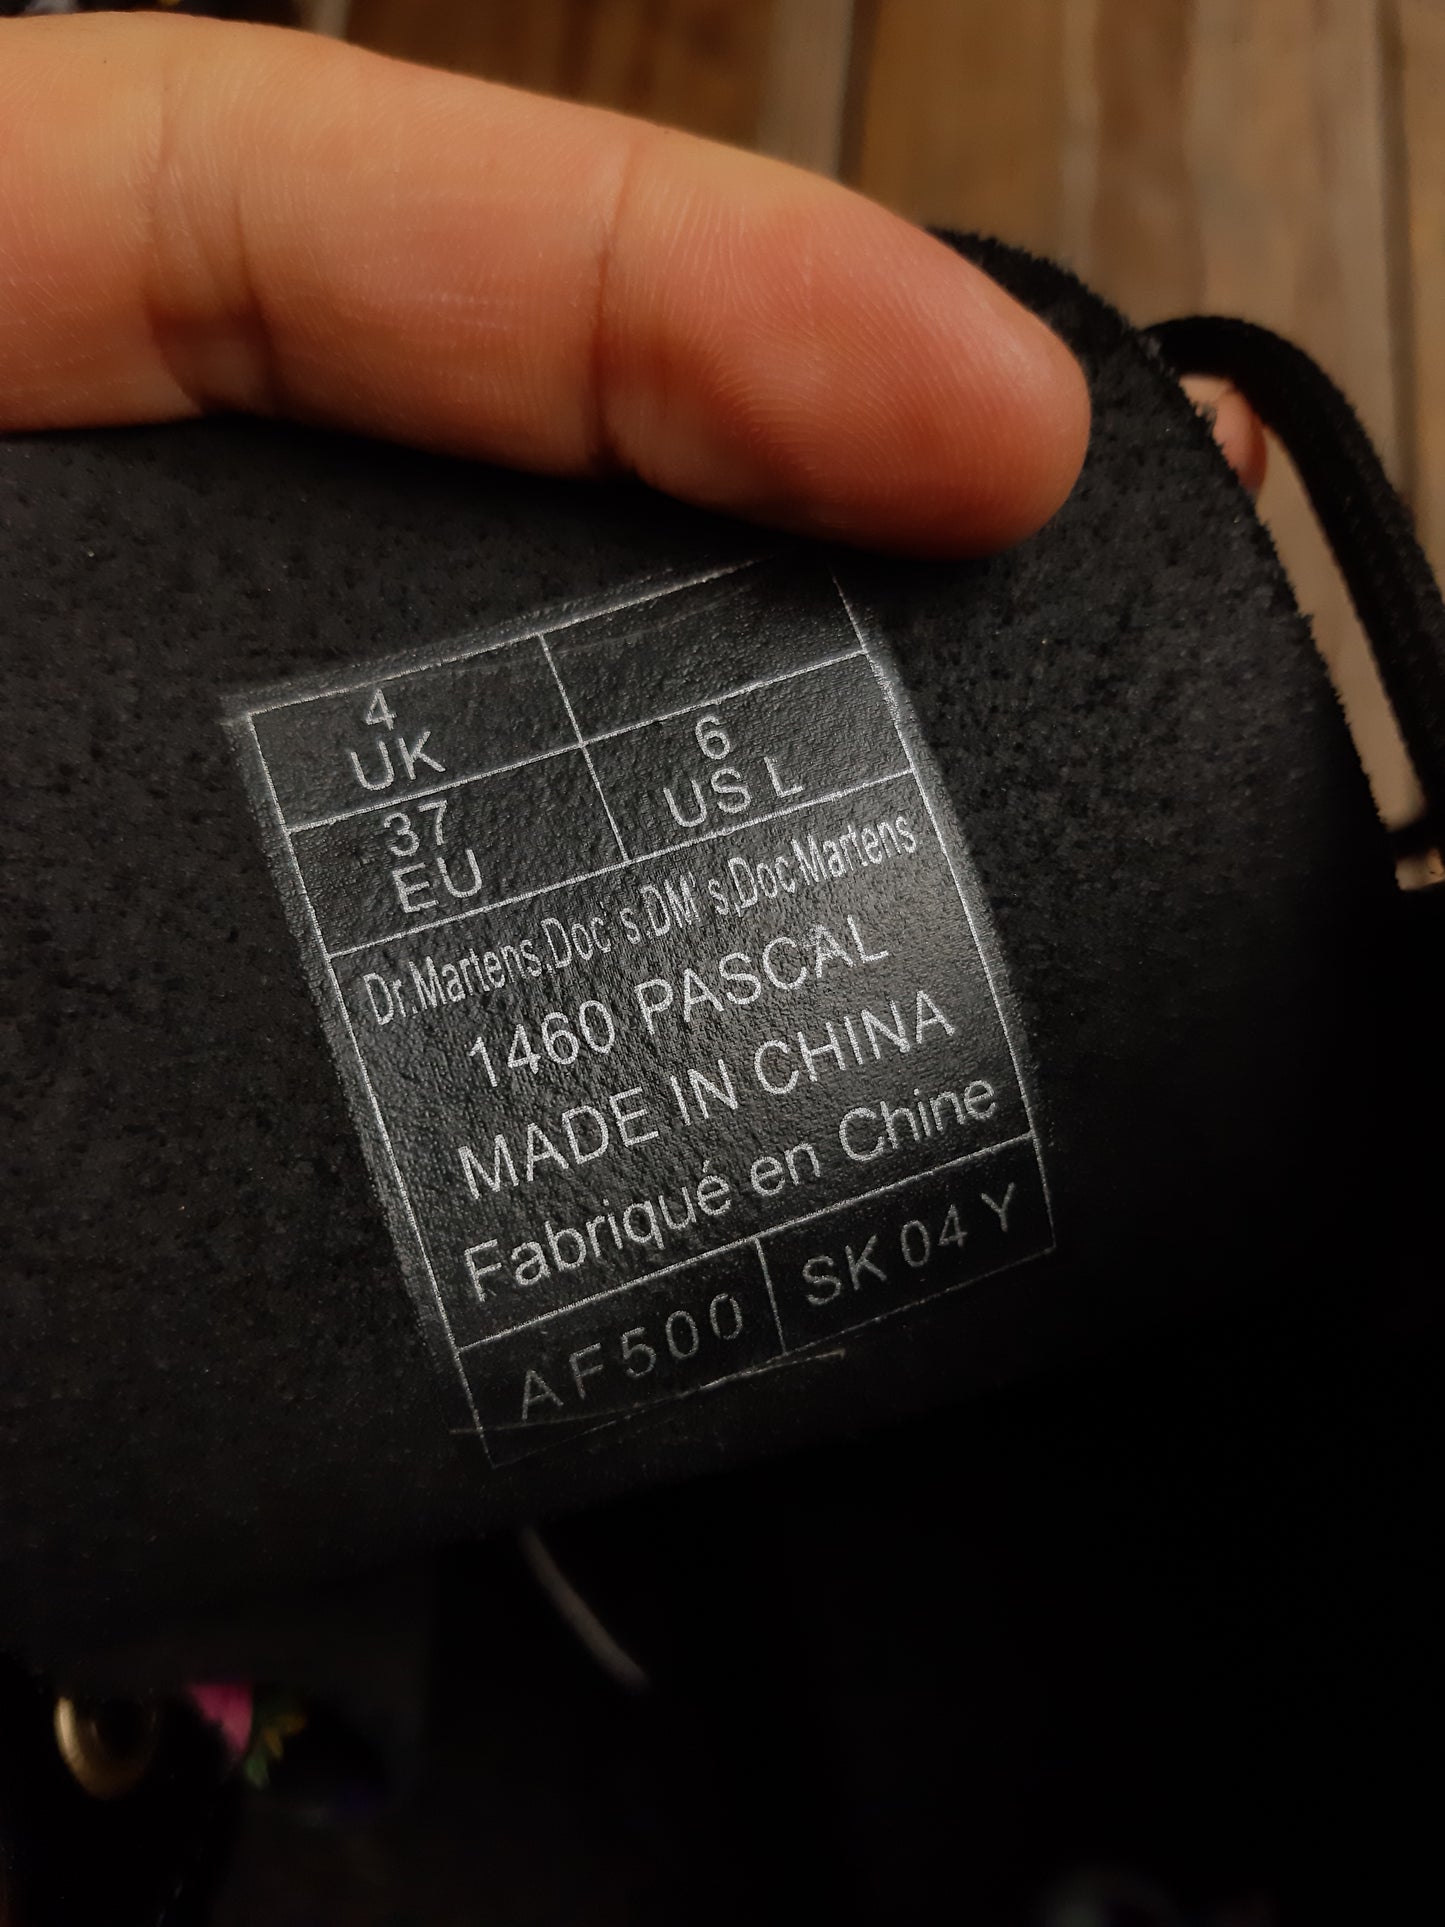 4
UK
37
EU
6
US L
Dr.Martens.Doc's.DM's.DocMartens
1460 PASCAL
MADE IN CHINA
Fabriqué en Chine
AF500
SK 04 Y